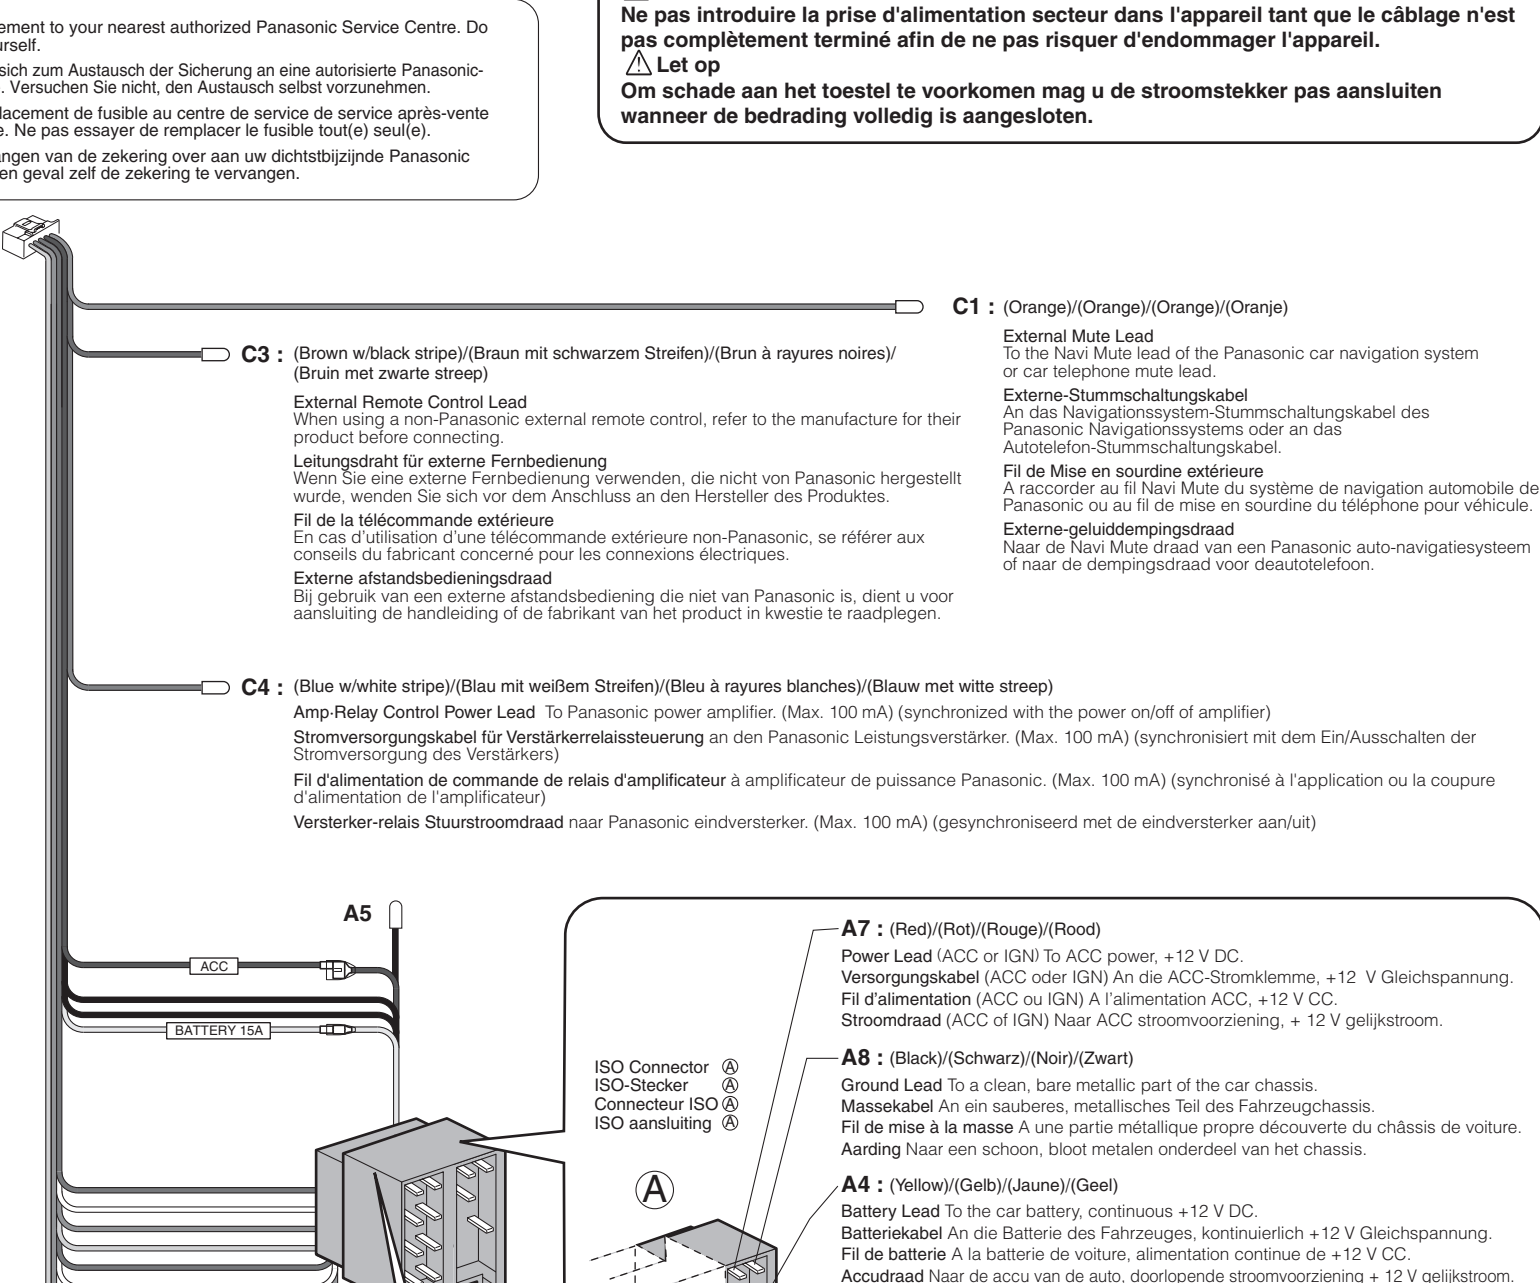 ement to your nearest authorized Panasonic Service Centre. Do
urself.
sich zum Austausch der Sicherung an eine autorisierte Panasonic-
. Versuchen Sie nicht, den Austausch selbst vorzunehmen.
lacement de fusible au centre de service de service après-vente
e. Ne pas essayer de remplacer le fusible tout(e) seul(e).
angen van de zekering over aan uw dichtstbijzijnde Panasonic
en geval zelf de zekering te vervangen.
Ne pas introduire la prise d'alimentation secteur dans l'appareil tant que le câblage n'est
pas complètement terminé afin de ne pas risquer d'endommager l'appareil.
Let op
Om schade aan het toestel te voorkomen mag u de stroomstekker pas aansluiten
wanneer de bedrading volledig is aangesloten.
C1 : (Orange)/(Orange)/(Orange)/(Oranje)
External Mute Lead
To the Navi Mute lead of the Panasonic car navigation system
or car telephone mute lead.
Externe-Stummschaltungskabel
An das Navigationssystem-Stummschaltungskabel des
Panasonic Navigationssystems oder an das
Autotelefon-Stummschaltungskabel.
Fil de Mise en sourdine extérieure
A raccorder au fil Navi Mute du système de navigation automobile de
Panasonic ou au fil de mise en sourdine du téléphone pour véhicule.
Externe-geluiddempingsdraad
Naar de Navi Mute draad van een Panasonic auto-navigatiesysteem
of naar de dempingsdraad voor deautotelefoon.
C3 : (Brown w/black stripe)/(Braun mit schwarzem Streifen)/(Brun à rayures noires)/
(Bruin met zwarte streep)
External Remote Control Lead
When using a non-Panasonic external remote control, refer to the manufacture for their
product before connecting.
Leitungsdraht für externe Fernbedienung
Wenn Sie eine externe Fernbedienung verwenden, die nicht von Panasonic hergestellt
wurde, wenden Sie sich vor dem Anschluss an den Hersteller des Produktes.
Fil de la télécommande extérieure
En cas d'utilisation d'une télécommande extérieure non-Panasonic, se référer aux
conseils du fabricant concerné pour les connexions électriques.
Externe afstandsbedieningsdraad
Bij gebruik van een externe afstandsbediening die niet van Panasonic is, dient u voor
aansluiting de handleiding of de fabrikant van het product in kwestie te raadplegen.
C4 : (Blue w/white stripe)/(Blau mit weißem Streifen)/(Bleu à rayures blanches)/(Blauw met witte streep)
Amp·Relay Control Power Lead To Panasonic power amplifier. (Max. 100 mA) (synchronized with the power on/off of amplifier)
Stromversorgungskabel für Verstärkerrelaissteuerung an den Panasonic Leistungsverstärker. (Max. 100 mA) (synchronisiert mit dem Ein/Ausschalten der
Stromversorgung des Verstärkers)
Fil d'alimentation de commande de relais d'amplificateur à amplificateur de puissance Panasonic. (Max. 100 mA) (synchronisé à l'application ou la coupure
d'alimentation de l'amplificateur)
Versterker-relais Stuurstroomdraad naar Panasonic eindversterker. (Max. 100 mA) (gesynchroniseerd met de eindversterker aan/uit)
A5
ACC
BATTERY 15A
ISO Connector Ⓐ
ISO-Stecker Ⓐ
Connecteur ISO Ⓐ
ISO aansluiting Ⓐ
Ⓐ
A7 : (Red)/(Rot)/(Rouge)/(Rood)
Power Lead (ACC or IGN) To ACC power, +12 V DC.
Versorgungskabel (ACC oder IGN) An die ACC-Stromklemme, +12 V Gleichspannung.
Fil d'alimentation (ACC ou IGN) A l'alimentation ACC, +12 V CC.
Stroomdraad (ACC of IGN) Naar ACC stroomvoorziening, + 12 V gelijkstroom.
A8 : (Black)/(Schwarz)/(Noir)/(Zwart)
Ground Lead To a clean, bare metallic part of the car chassis.
Massekabel An ein sauberes, metallisches Teil des Fahrzeugchassis.
Fil de mise à la masse A une partie métallique propre découverte du châssis de voiture.
Aarding Naar een schoon, bloot metalen onderdeel van het chassis.
A4 : (Yellow)/(Gelb)/(Jaune)/(Geel)
Battery Lead To the car battery, continuous +12 V DC.
Batteriekabel An die Batterie des Fahrzeuges, kontinuierlich +12 V Gleichspannung.
Fil de batterie A la batterie de voiture, alimentation continue de +12 V CC.
Accudraad Naar de accu van de auto, doorlopende stroomvoorziening + 12 V gelijkstroom.